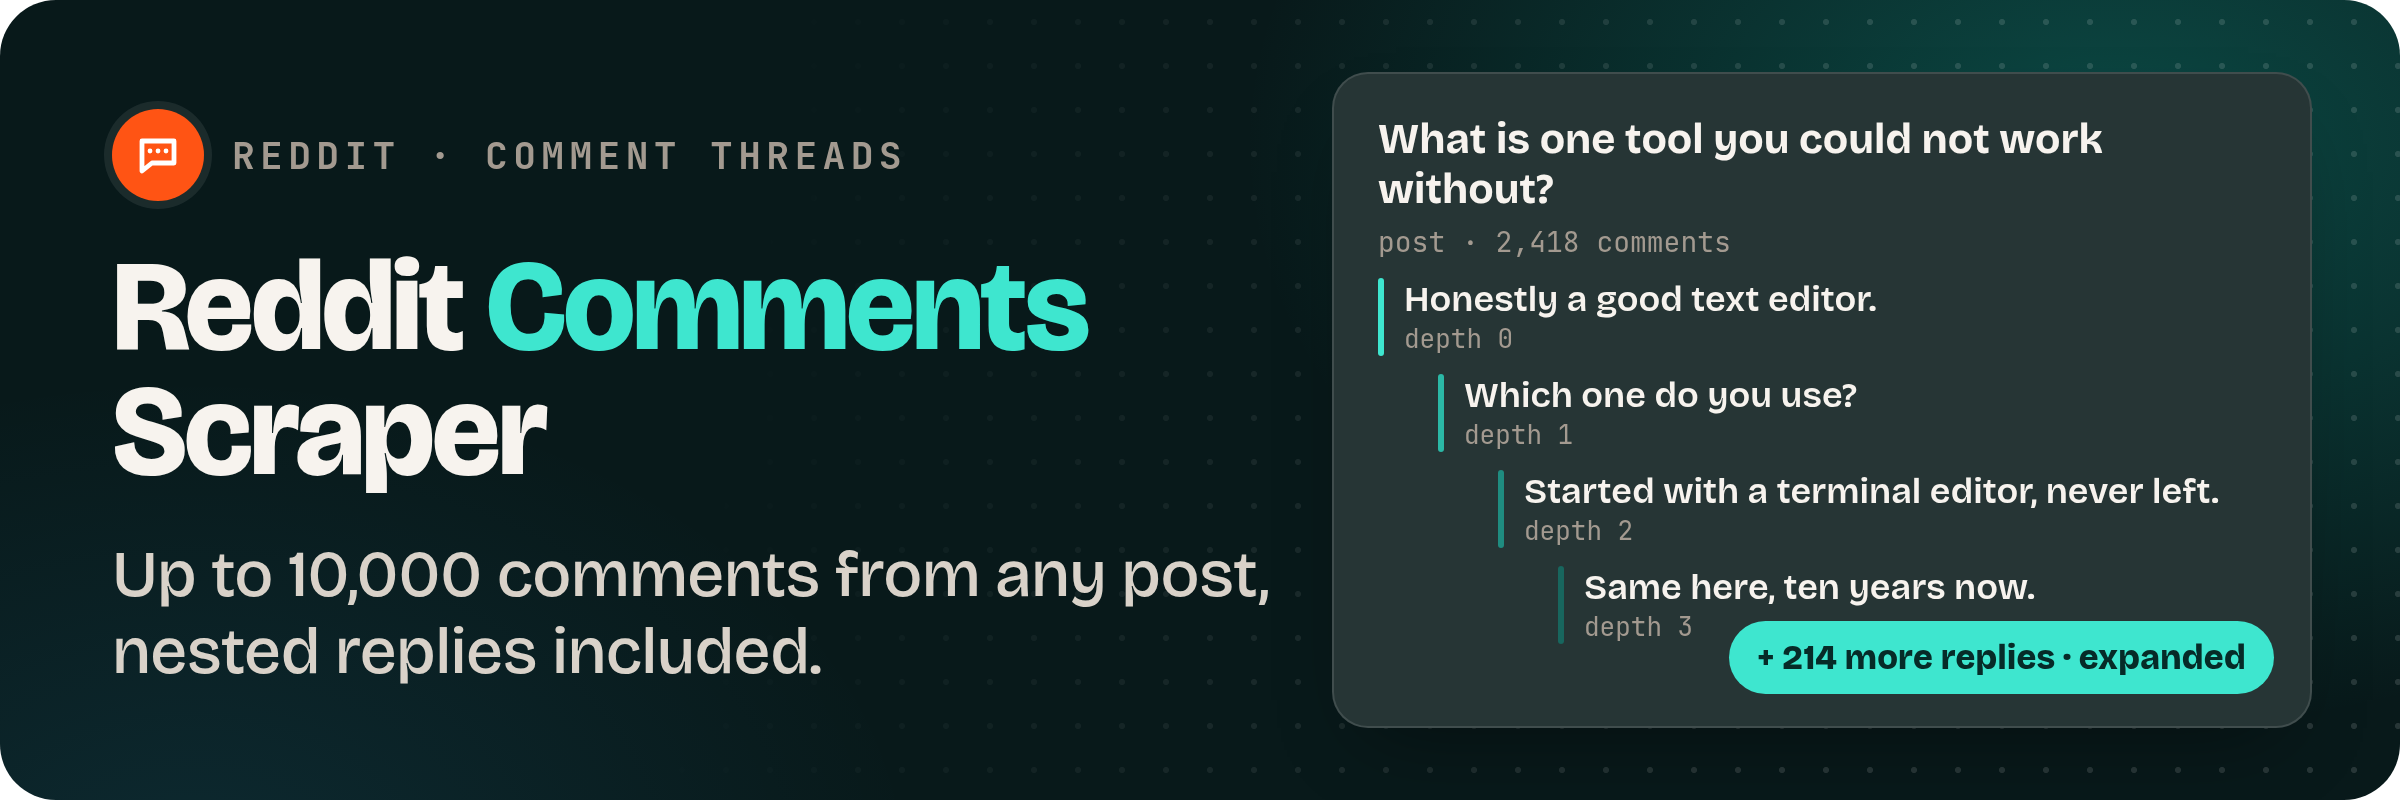 REDDIT · COMMENT THREADS
Reddit Comments
Scraper
Up to 10,000 comments from any post,
nested replies included.
What is one tool you could not work
without?
post · 2,418 comments
Honestly a good text editor.
depth 0
Which one do you use?
depth 1
Started with a terminal editor, never left.
depth 2
Same here, ten years now.
depth 3
+ 214 more replies · expanded